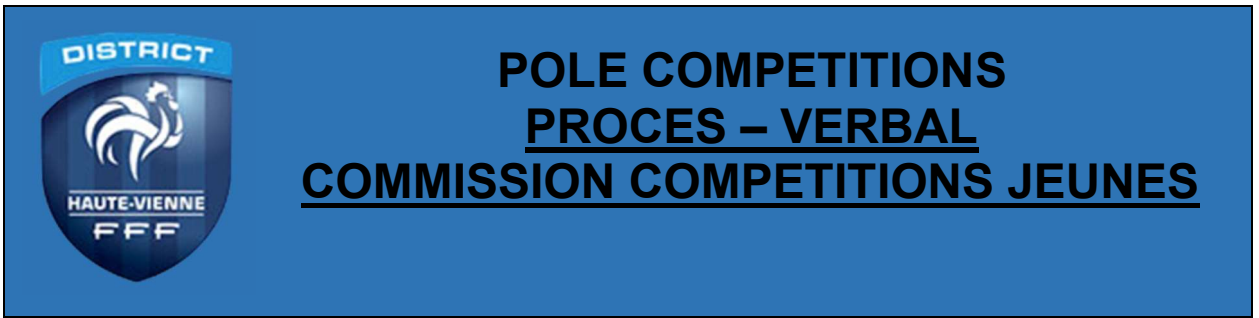 DISTRICT
HAUTE-VIENNE
FFF
POLE COMPETITIONS
PROCES – VERBAL
COMMISSION COMPETITIONS JEUNES